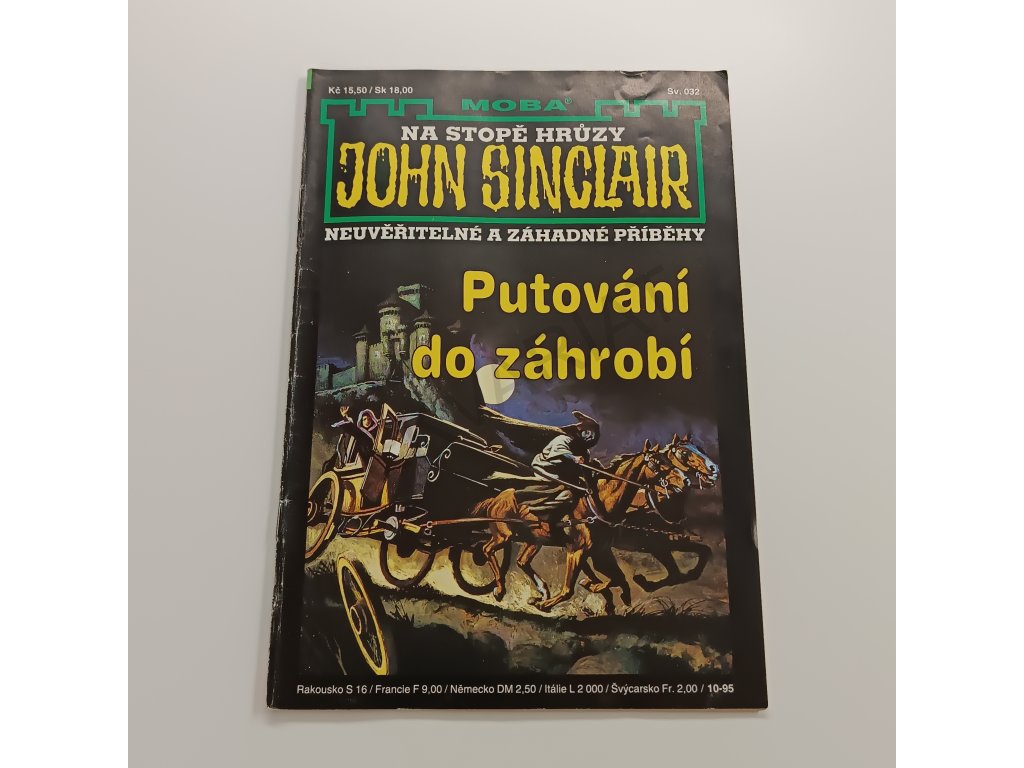 Kč 15,50 / Sk 18,00
Sv. 032
MOBA®
NA STOPĚ HRŮZY
JOHN SINCLAIR
NEUVĚŘITELNÉ A ZÁHADNÉ PŘÍBĚHY
Putování
do záhrobí
Rakousko S 16 / Francie F 9,00 / Německo DM 2,50 / Itálie L 2 000 / Švýcarsko Fr. 2,00 / 10-95